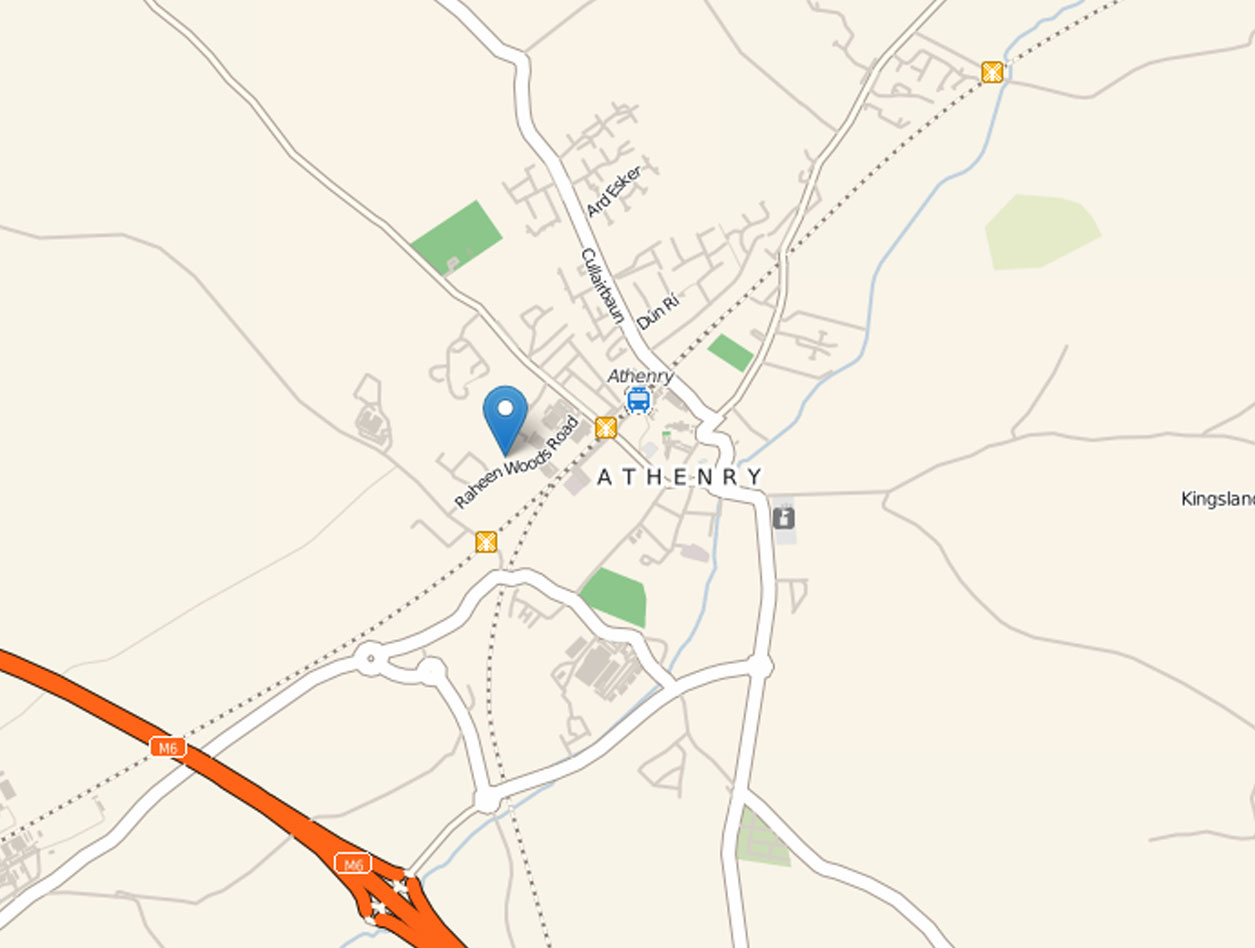 Ard Esker
Cullairbaun
Dún Rí
Athenry
Raheen Woods Road
ATHENRY
Kingsland
M6
M6